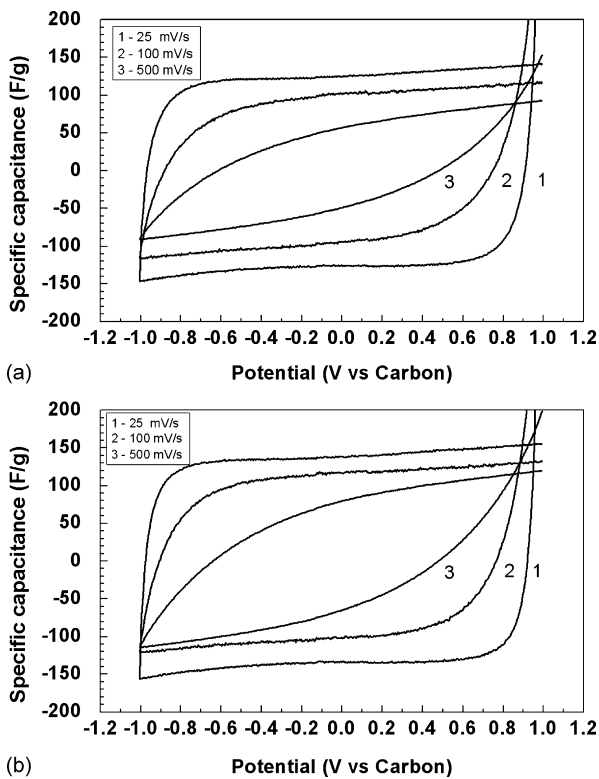 200
150
100
50
0
-50
-100
-150
-200
Specific capacitance (F/g)
1 - 25 mV/s
2 - 100 mV/s
3 - 500 mV/s
3 2 1
-1.2 -1.0 -0.8 -0.6 -0.4 -0.2 0.0 0.2 0.4 0.6 0.8 1.0 1.2
Potential (V vs Carbon)
(a)
200
150
100
50
0
-50
-100
-150
-200
Specific capacitance (F/g)
1 - 25 mV/s
2 - 100 mV/s
3 - 500 mV/s
3 2 1
-1.2 -1.0 -0.8 -0.6 -0.4 -0.2 0.0 0.2 0.4 0.6 0.8 1.0 1.2
Potential (V vs Carbon)
(b)